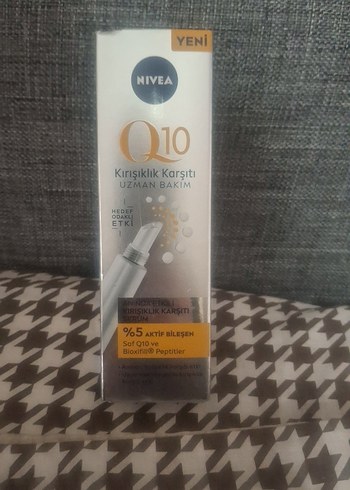 YENİ
NIVEA
Q10
Kırışıklık Karşıtı
UZMAN BAKIM
HEDEF
ODAKLI
ETKİ
KIRIŞIKLIK KARŞITI
SERUM
%5 AKTİF BİLEŞEN
Saf Q10 ve
Bioxifill® Peptitler